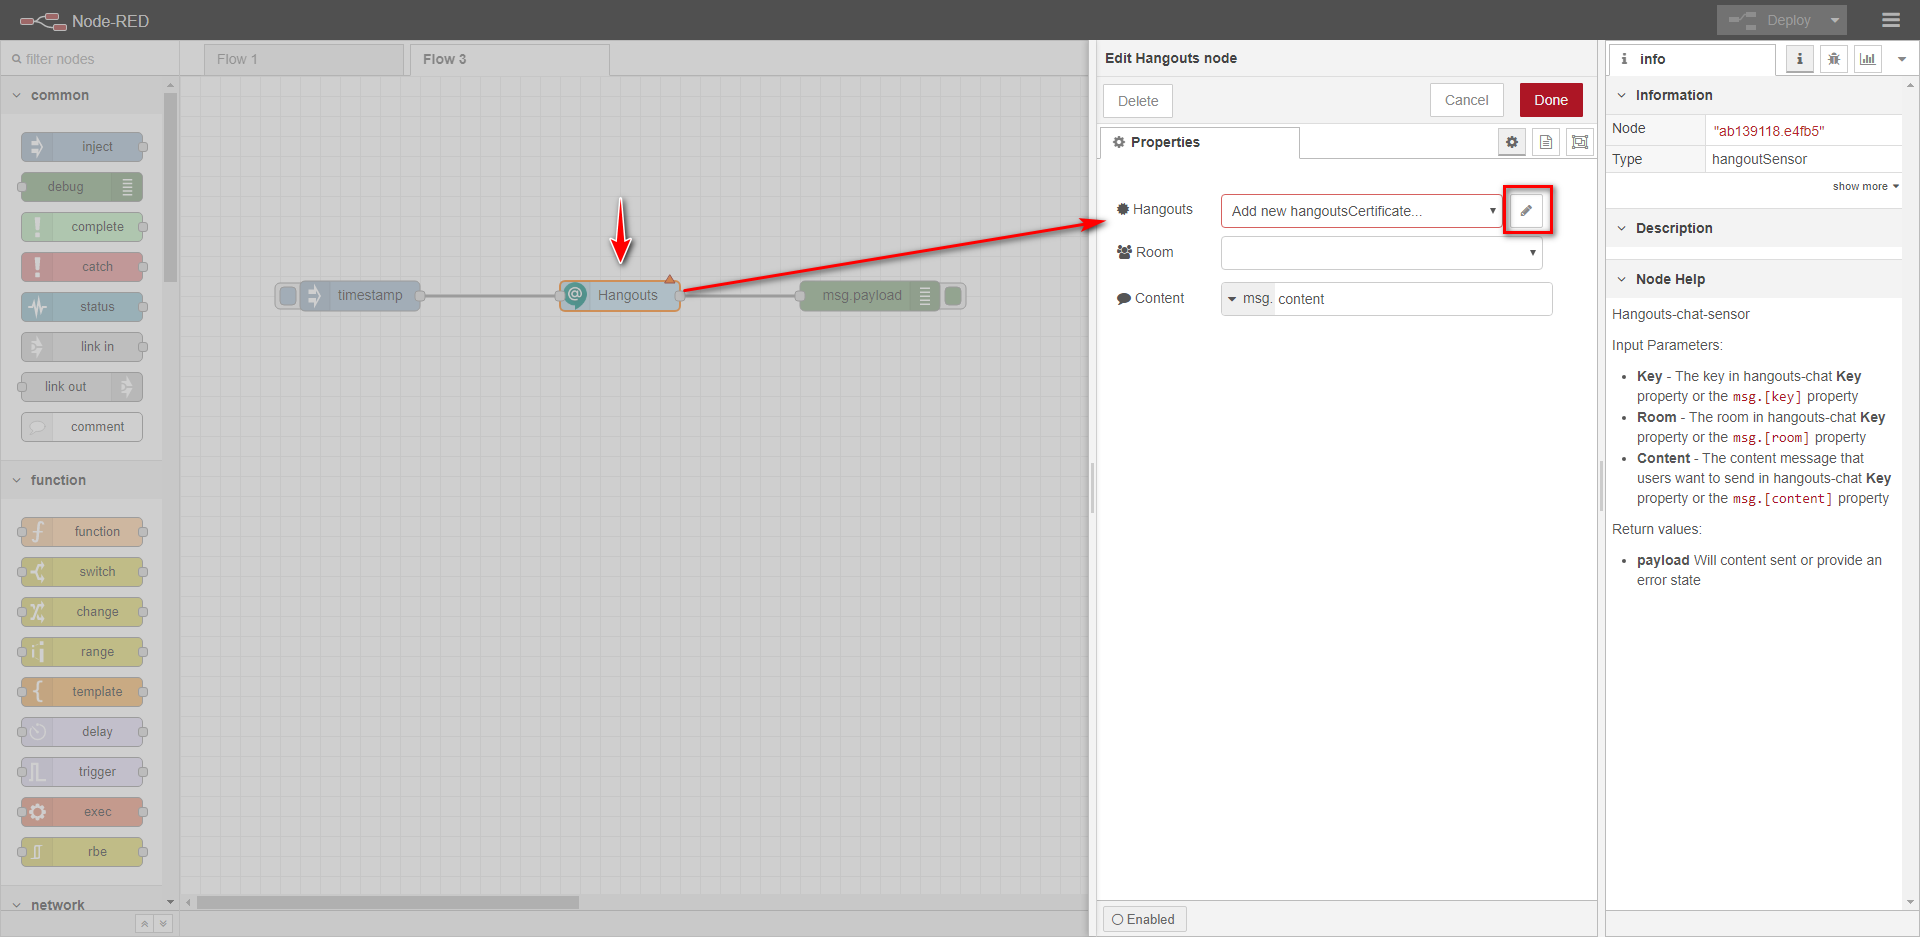 Node-RED
Deploy
filter nodes
common
inject
debug
complete
catch
status
link in
link out
comment
function
function
switch
change
range
template
delay
trigger
exec
rbe
network
Flow 1
Flow 3
timestamp
Hangouts
msg.payload
Edit Hangouts node
Delete
Cancel
Done
Properties
Hangouts
Add new hangoutsCertificate...
Room
Content
msg. content
Enabled
info
Information
Node "ab139118.e4fb5"
Type hangoutSensor
show more
Description
Node Help
Hangouts-chat-sensor
Input Parameters:
• Key - The key in hangouts-chat Key
property or the msg.[key] property
• Room - The room in hangouts-chat Key
property or the msg.[room] property
• Content - The content message that
users want to send in hangouts-chat Key
property or the msg.[content] property
Return values:
• payload Will content sent or provide an
error state